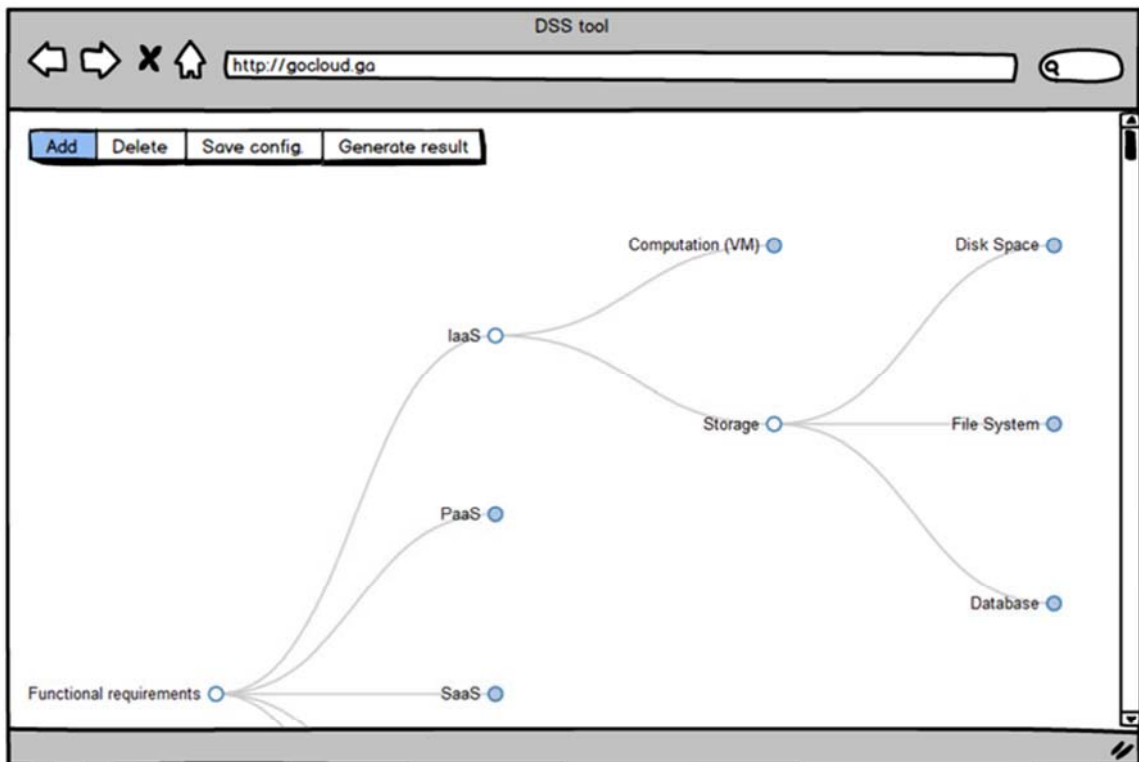 DSS tool
http://gocloud.ga
Add Delete Save config. Generate result
Computation (VM) Disk Space
IaaS
Storage File System
PaaS
Database
Functional requirements SaaS